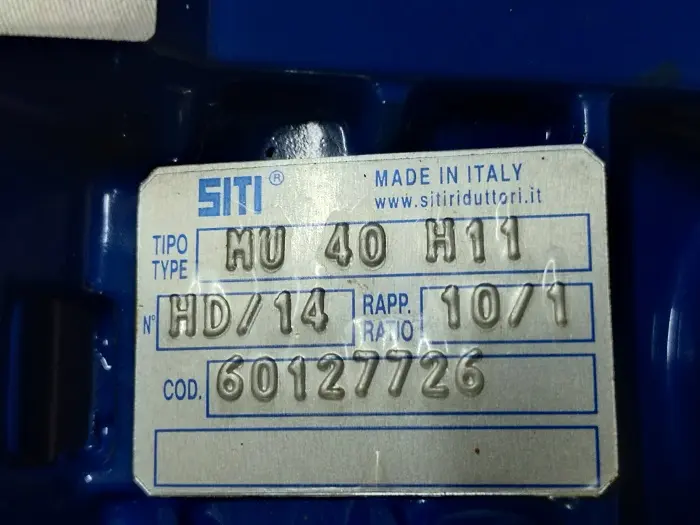 SITI® MADE IN ITALY
www.sitiriduttori.it
TIPO
TYPE MU 40 H11
N° HD/14 RAPP.
RATIO 10/1
COD. 60127726